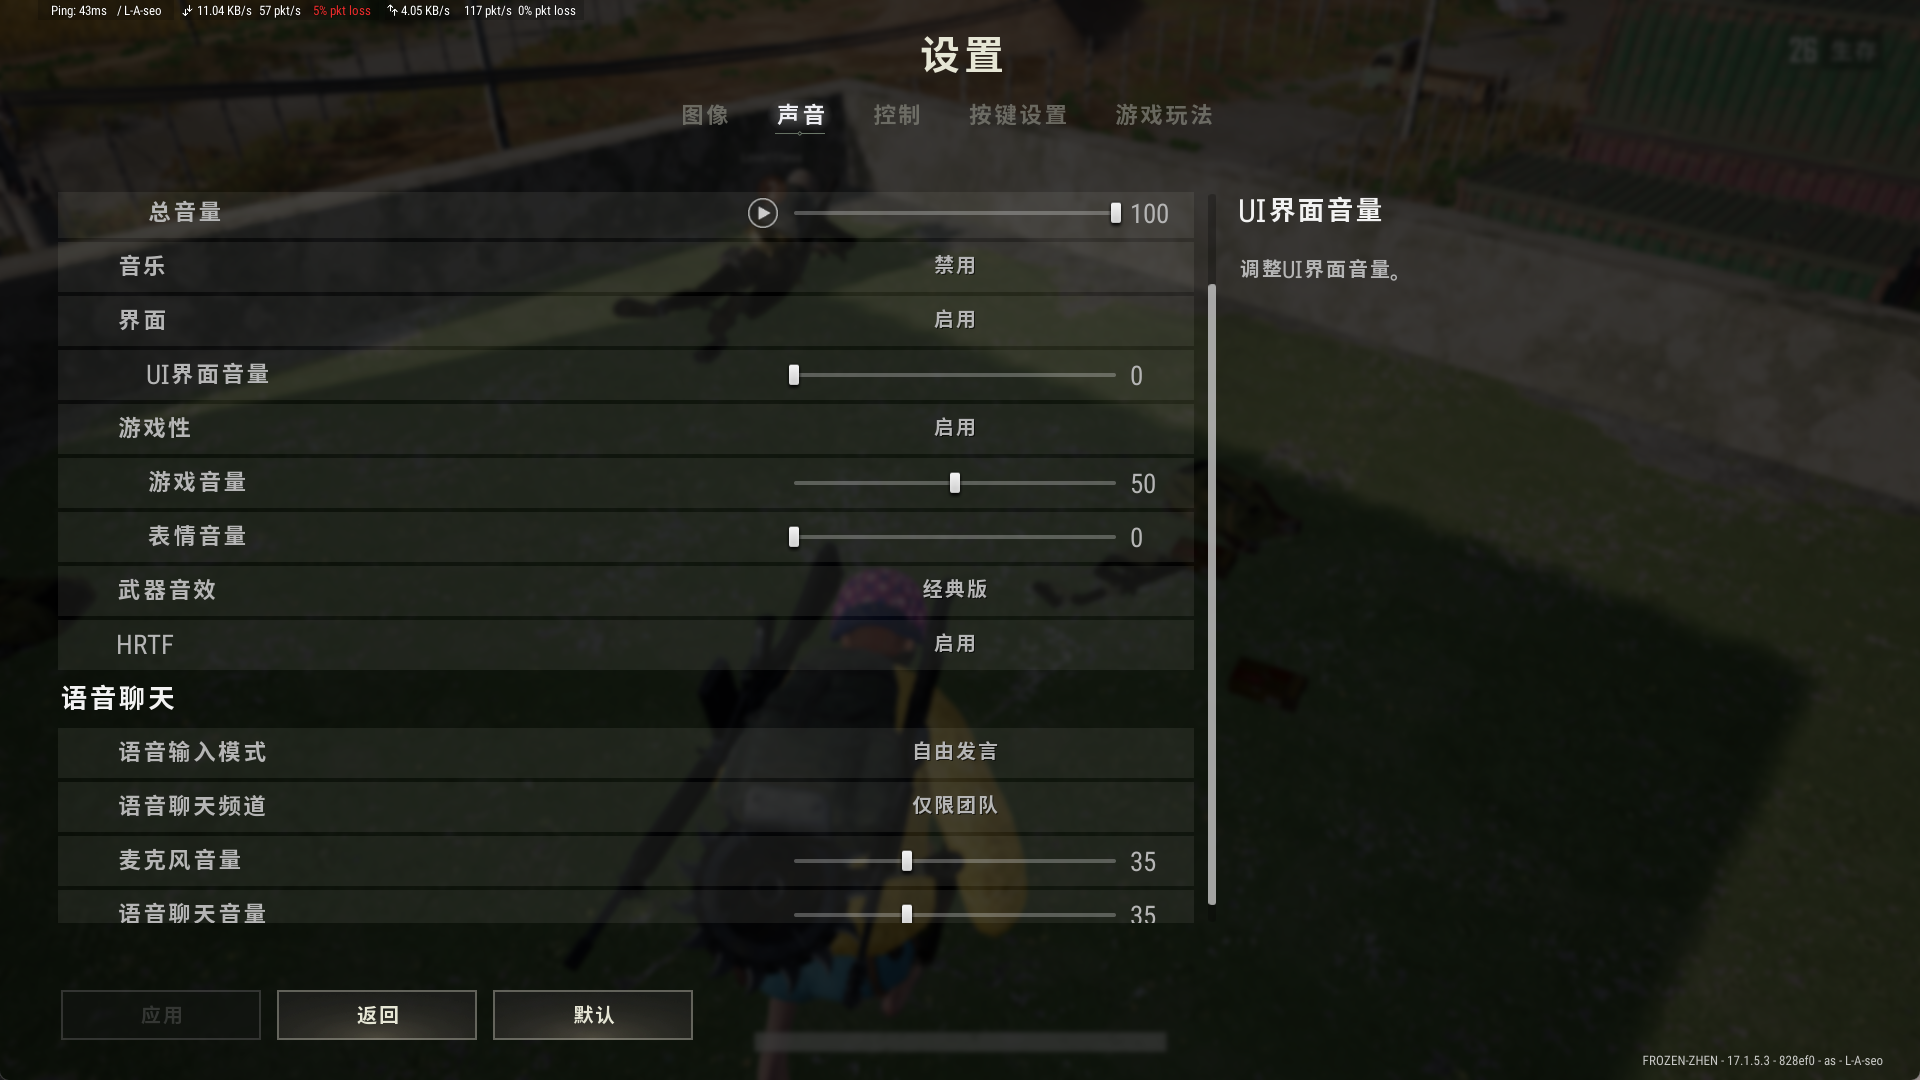 Ping: 43ms / L-A-seo 11.04 KB/s 57 pkt/s 5% pkt loss 4.05 KB/s 117 pkt/s 0% pkt loss
设置
26 生存
图像 声音 控制 按键设置 游戏玩法
总音量 100
UI界面音量
音乐 禁用
调整UI界面音量。
界面 启用
UI界面音量 0
游戏性 启用
游戏音量 50
表情音量 0
武器音效 经典版
HRTF 启用
语音聊天
语音输入模式 自由发言
语音聊天频道 仅限团队
麦克风音量 35
语音聊天音量 35
应用 返回 默认
FROZEN-ZHEN - 17.1.5.3 - 828ef0 - as - L-A-seo